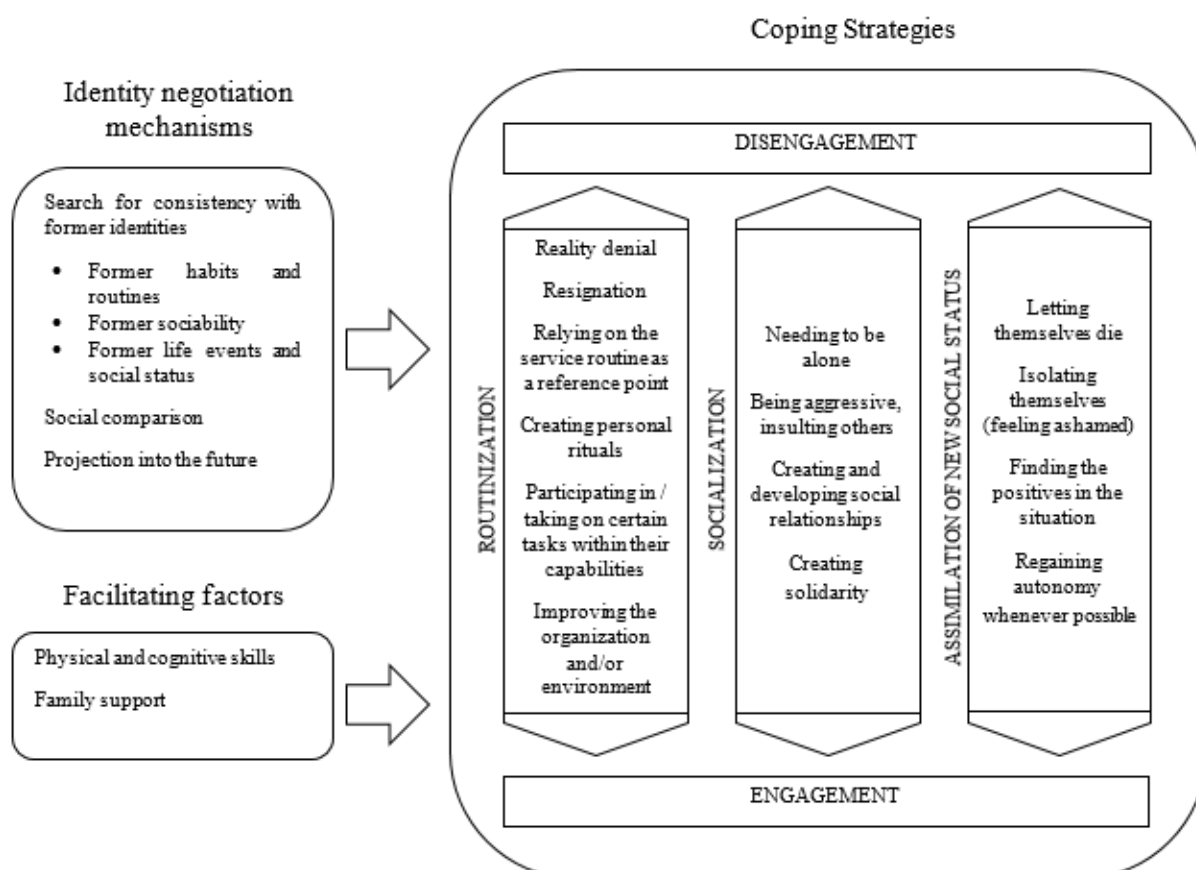 Coping Strategies
Identity negotiation
mechanisms
Search for consistency with
former identities
• Former habits and
routines
• Former sociability
• Former life events and
social status
Social comparison
Projection into the future
Facilitating factors
Physical and cognitive skills
Family support
DISENGAGEMENT
ROUTINIZATION
Reality denial
Resignation
Relying on the
service routine as
a reference point
Creating personal
rituals
Participating in /
taking on certain
tasks within their
capabilities
Improving the
organization
and/or
environment
SOCIALIZATION
Needing to be
alone
Being aggressive,
insulting others
Creating and
developing social
relationships
Creating
solidarity
ASSIMILATION OF NEW SOCIAL STATUS
Letting
themselves die
Isolating
themselves
(feeling ashamed)
Finding the
positives in the
situation
Regaining
autonomy
whenever possible
ENGAGEMENT